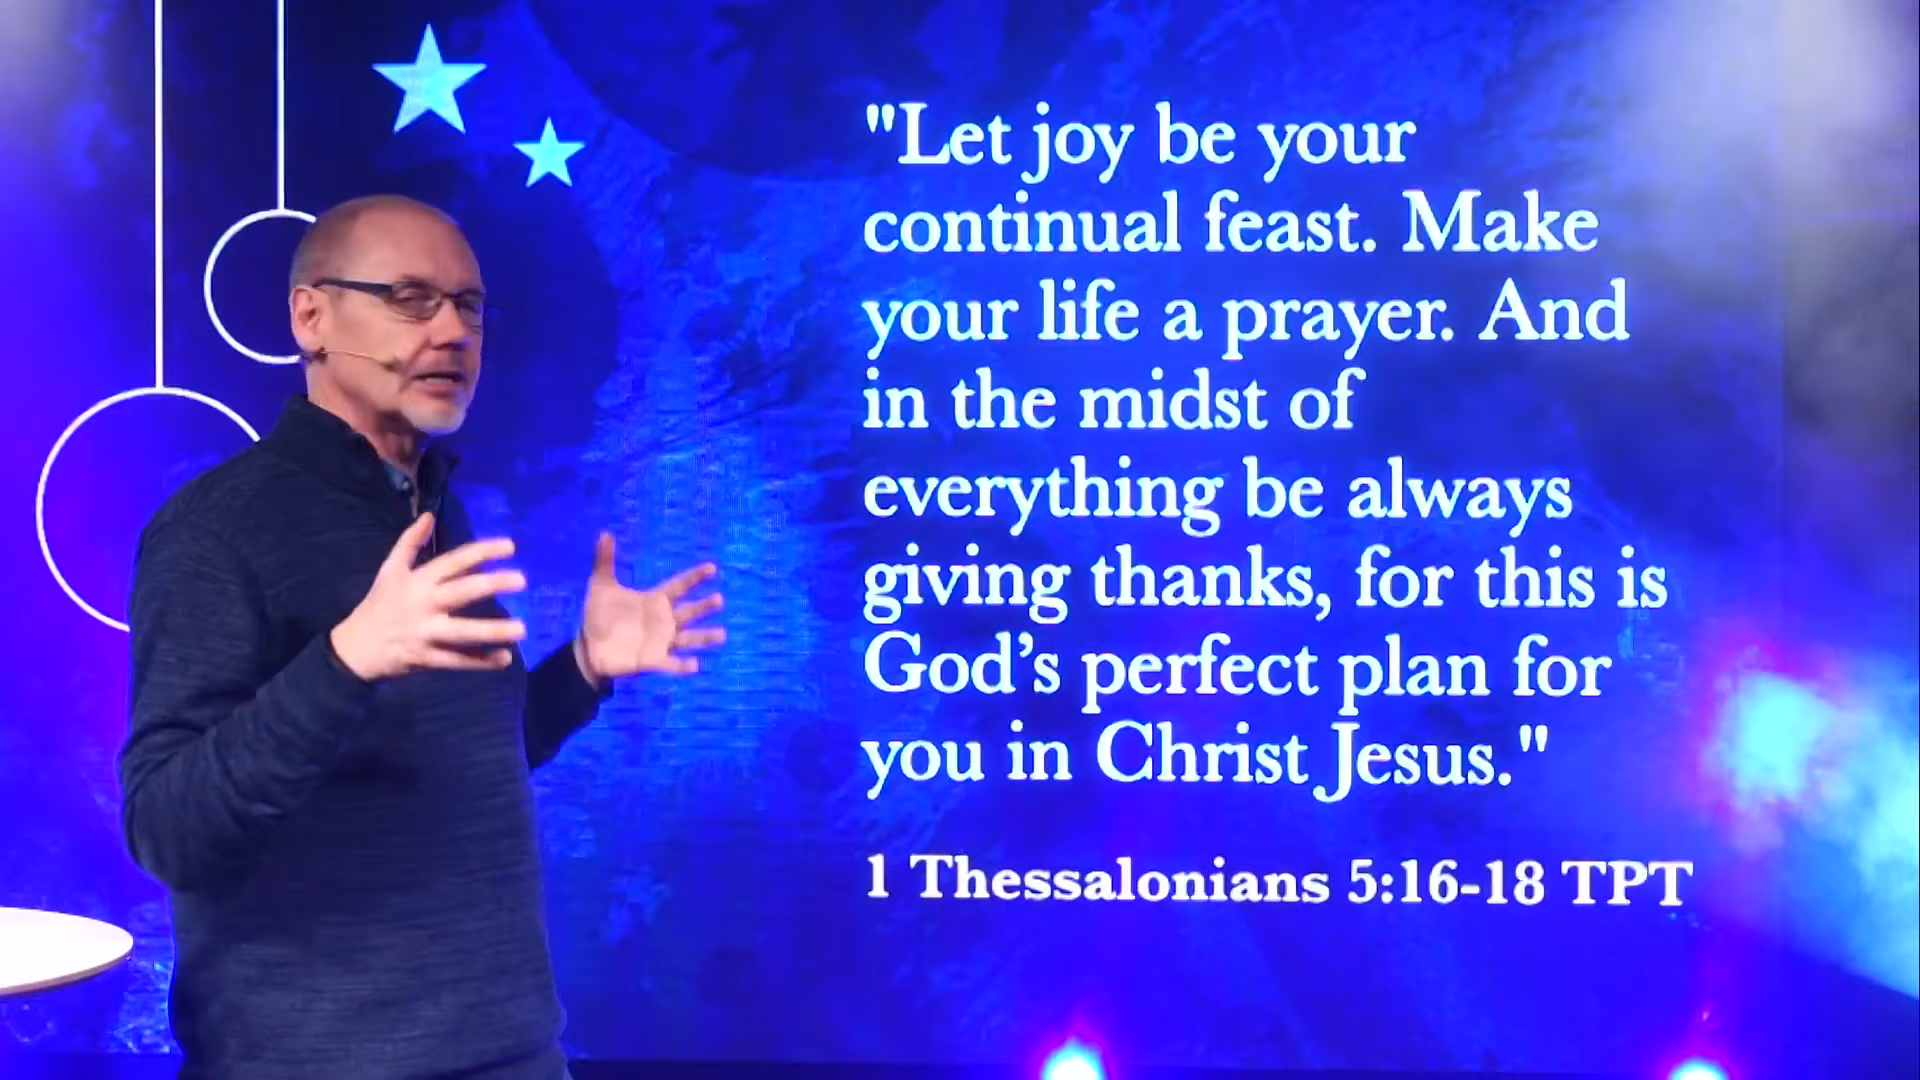 "Let joy be your
continual feast. Make
your life a prayer. And
in the midst of
everything be always
giving thanks, for this is
God’s perfect plan for
you in Christ Jesus."
1 Thessalonians 5:16-18 TPT